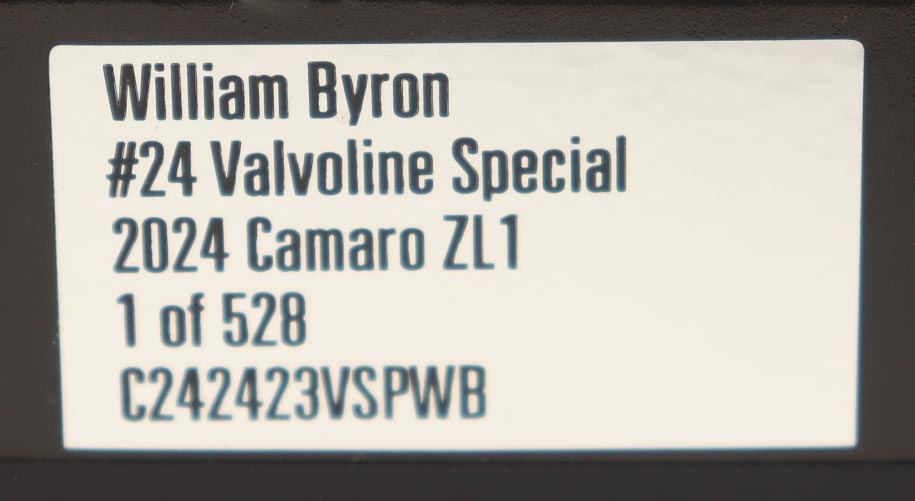 William Byron
#24 Valvoline Special
2024 Camaro ZL1
1 of 528
C242423VSPWB